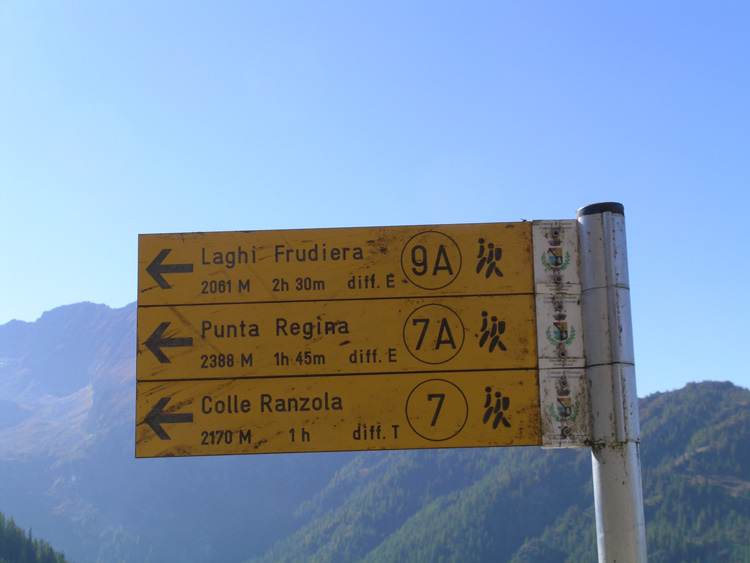 Laghi Frudiera 9A
2061 M 2h 30m diff. E
Punta Regina 7A
2388 M 1h 45m diff. E
Colle Ranzola 7
2170 M 1h diff. T